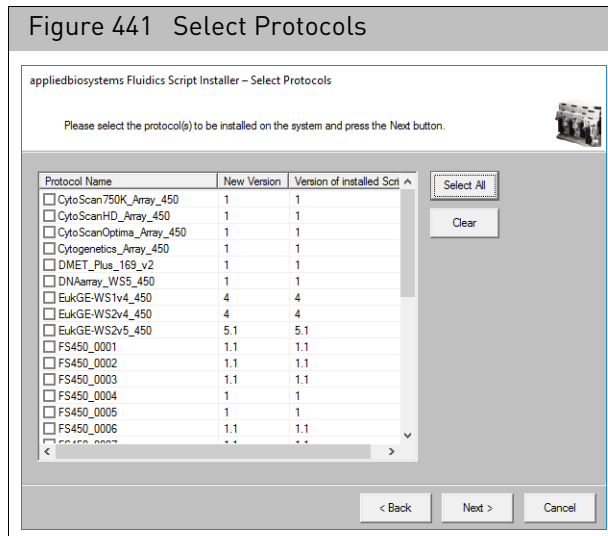 Figure 441 Select Protocols
appliedbiosystems Fluidics Script Installer – Select Protocols
Please select the protocol(s) to be installed on the system and press the Next button.
Protocol Name New Version Version of installed Scri
CytoScan750K_Array_450 1 1
CytoScanHD_Array_450 1 1
CytoScanOptima_Array_450 1 1
Cytogenetics_Array_450 1 1
DMET_Plus_169_v2 1 1
DNAarray_WS5_450 1 1
EukGE-WS1v4_450 4 4
EukGE-WS2v4_450 4 4
EukGE-WS2v5_450 5.1 5.1
FS450_0001 1.1 1.1
FS450_0002 1.1 1.1
FS450_0003 1.1 1.1
FS450_0004 1 1
FS450_0005 1 1
FS450_0006 1.1 1.1
Select All
Clear
< Back Next > Cancel